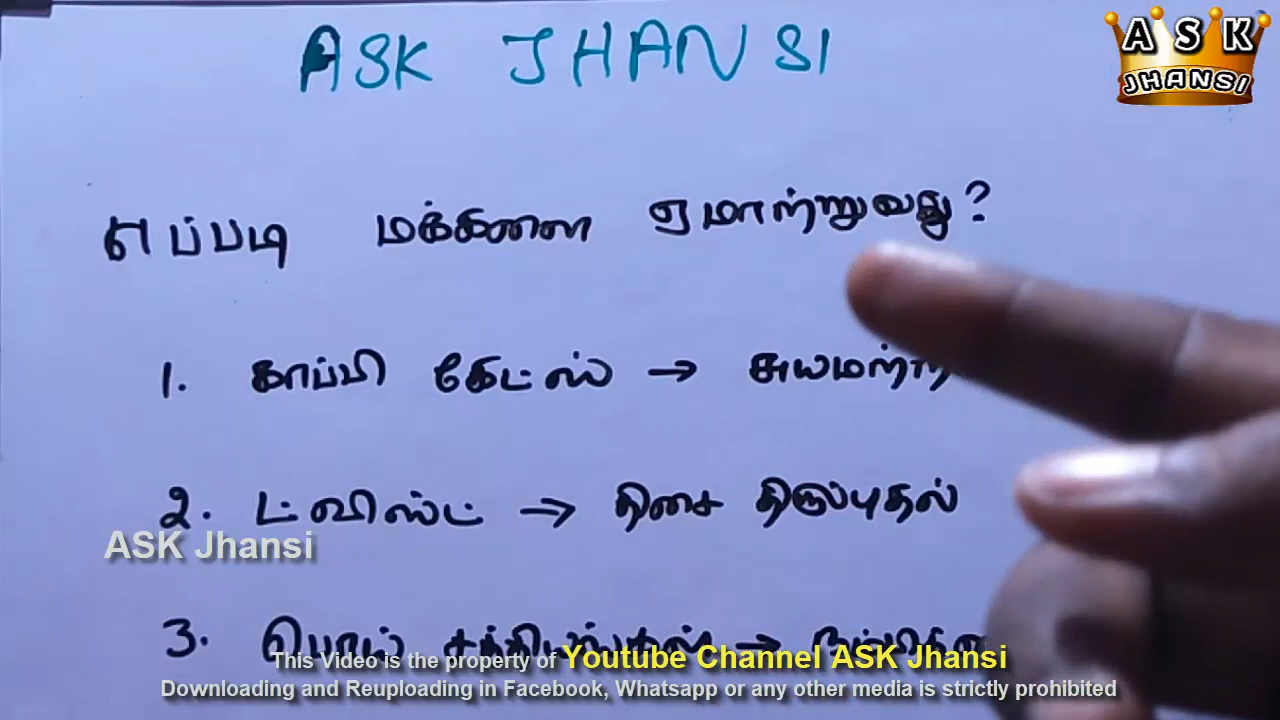 ASK JHANSI
A S K
JHANSI
எப்படி மக்களை ஏமாற்றுவது?
1. காப்பி கேட்ஸ் →
2. ட்விஸ்ட் → திசை திருப்புதல்
ASK Jhansi
3. பொய் →
This Video is the property of Youtube Channel ASK Jhansi
Downloading and Reuploading in Facebook, Whatsapp or any other media is strictly prohibited